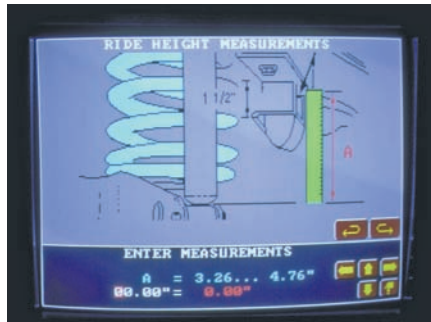 RIDE HEIGHT MEASUREMENTS
1 1/2"
A
ENTER MEASUREMENTS
A = 3.26... 4.76"
00.00"= 0.00"